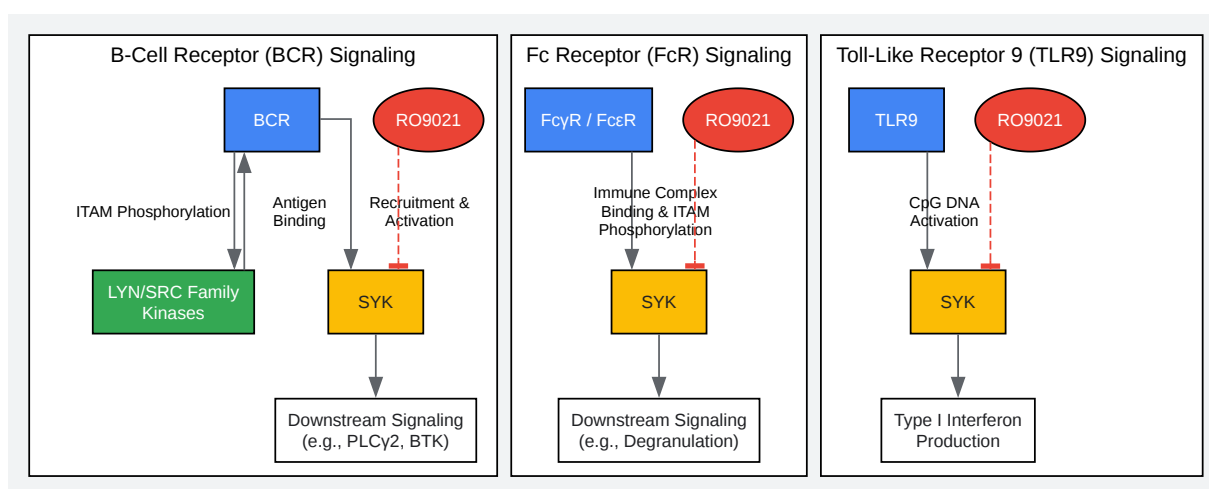 B-Cell Receptor (BCR) Signaling
BCR
RO9021
ITAM Phosphorylation
Antigen
Binding
Recruitment &
Activation
LYN/SRC Family
Kinases
SYK
Downstream Signaling
(e.g., PLCγ2, BTK)
Fc Receptor (FcR) Signaling
FcγR / FcεR
RO9021
Immune Complex
Binding & ITAM
Phosphorylation
SYK
Downstream Signaling
(e.g., Degranulation)
Toll-Like Receptor 9 (TLR9) Signaling
TLR9
RO9021
CpG DNA
Activation
SYK
Type I Interferon
Production